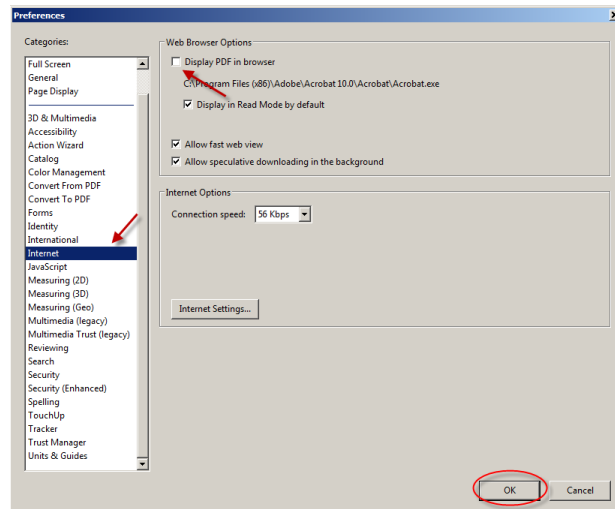 Preferences
Categories:
Full Screen
General
Page Display
3D & Multimedia
Accessibility
Action Wizard
Catalog
Color Management
Convert From PDF
Convert To PDF
Forms
Identity
International
Internet
JavaScript
Measuring (2D)
Measuring (3D)
Measuring (Geo)
Multimedia (legacy)
Multimedia Trust (legacy)
Reviewing
Search
Security
Security (Enhanced)
Spelling
TouchUp
Tracker
Trust Manager
Units & Guides
Web Browser Options
Display PDF in browser
C:\Program Files (x86)\Adobe\Acrobat 10.0\Acrobat\Acrobat.exe
Display in Read Mode by default
Allow fast web view
Allow speculative downloading in the background
Internet Options
Connection speed: 56 Kbps
Internet Settings...
OK Cancel